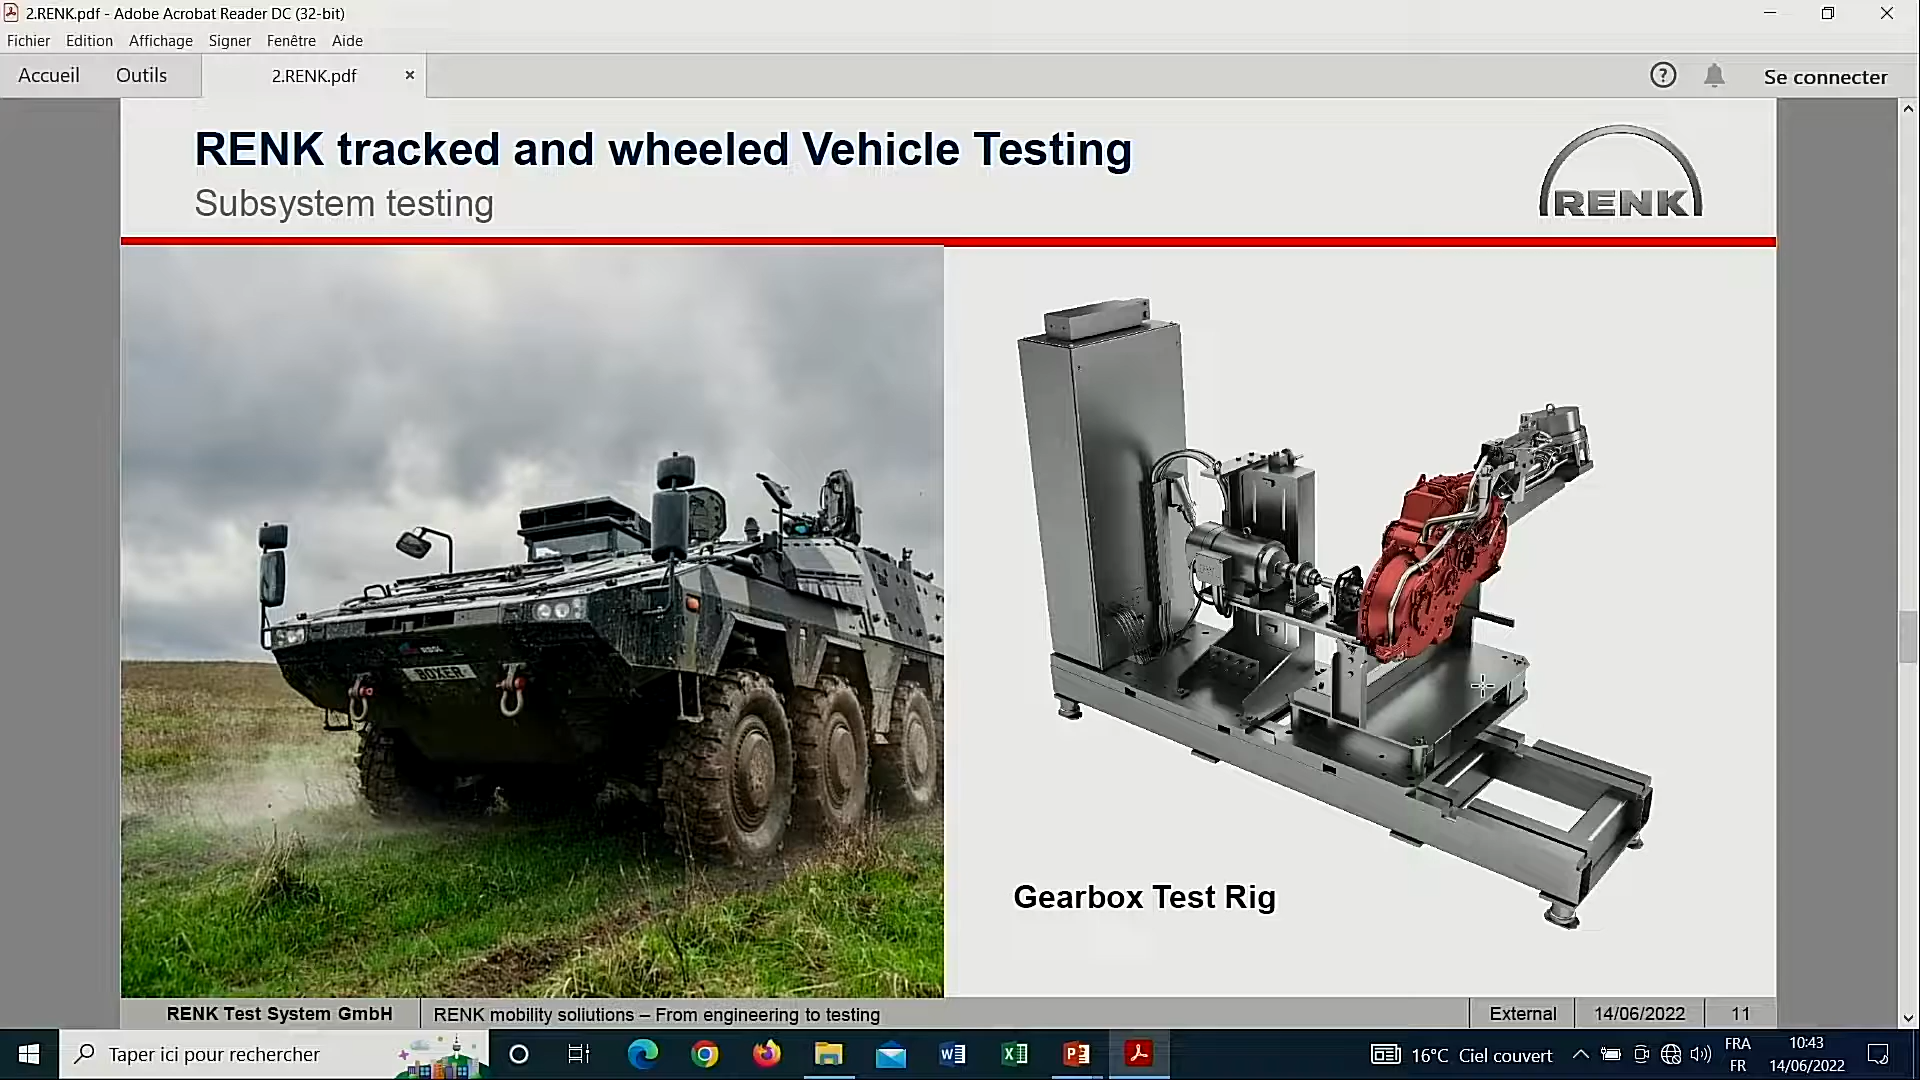 2.RENK.pdf - Adobe Acrobat Reader DC (32-bit)
Fichier Edition Affichage Signer Fenêtre Aide
Accueil Outils 2.RENK.pdf × ? Se connecter
RENK tracked and wheeled Vehicle Testing
Subsystem testing
RENK
RBSL
BOXER
Gearbox Test Rig
RENK Test System GmbH RENK mobility soliutions – From engineering to testing External 14/06/2022 11
Taper ici pour rechercher
16°C Ciel couvert
FRA
FR
10:43
14/06/2022